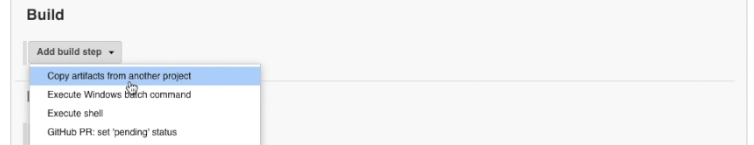 Build
Add build step
Copy artifacts from another project
Execute Windows batch command
Execute shell
GitHub PR: set 'pending' status